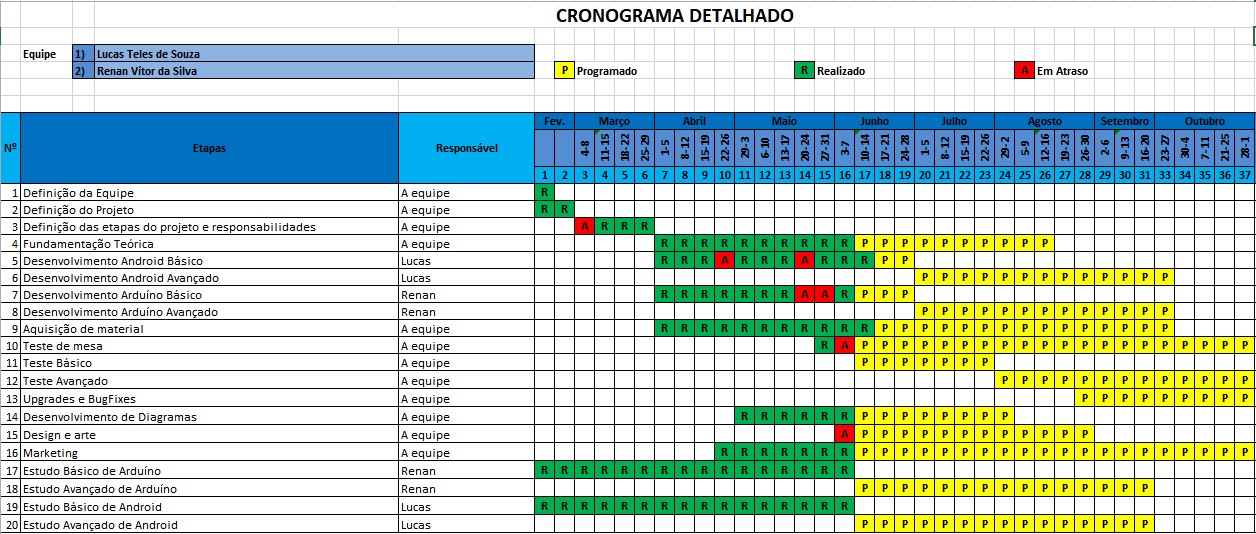 CRONOGRAMA DETALHADO
Equipe 1) Lucas Teles de Souza
2) Renan Vítor da Silva P Programado R Realizado A Em Atraso
Nº Etapas Responsável Fev. Março Abril Maio Junho Julho Agosto Setembro Outubro
4-8 11-15 18-22 25-29 1-5 8-12 15-19 22-26 29-3 6-10 13-17 20-24 27-31 3-7 10-14 17-21 24-28 1-5 8-12 15-18 22-26 29-2 5-9 12-16 19-23 26-30 2-6 9-13 16-20 23-27 30-4 7-11 21-25 28-1
1 2 3 4 5 6 7 8 9 10 11 12 13 14 15 16 17 18 19 20 21 22 23 24 25 26 27 28 29 30 31 33 34 35 36 37
1 Definição da Equipe A equipe R
2 Definição do Projeto A equipe R R
3 Definição das etapas do projeto e responsabilidades A equipe A R R R
4 Fundamentação Teórica A equipe R R R R R R R R R R P P P P P P P P P P
5 Desenvolvimento Android Básico Lucas R R R A R R R A R R R P P
6 Desenvolvimento Android Avançado Lucas P P P P P P P P P P P P P
7 Desenvolvimento Arduíno Básico Renan R R R R R R R A A R P P P
8 Desenvolvimento Arduíno Avançado Renan P P P P P P P P P P P P P
9 Aquisição de material A equipe R R R R R R R R R R R P P P P P P P P P P P P P P P
10 Teste de mesa A equipe R A P P P P P P P P P P P P P P P P P P P P
11 Teste Básico A equipe P P P P P P P
12 Teste Avançado A equipe P P P P P P P P P P P P P
13 Upgrades e BugFixes A equipe P P P P P P P P P
14 Desenvolvimento de Diagramas A equipe R R R R R R P P P P P P P P
15 Design e arte A equipe A P P P P P P P P P P P P
16 Marketing A equipe R R R R R R R P P P P P P P P P P P P P P P P P P P P
17 Estudo Básico de Arduíno Renan R R R R R R R R R R R R R R R R
18 Estudo Avançado de Arduíno Renan P P P P P P P P P P P P P P P
19 Estudo Básico de Android Lucas R R R R R R R R R R R R R R R R
20 Estudo Avançado de Android Lucas P P P P P P P P P P P P P P P